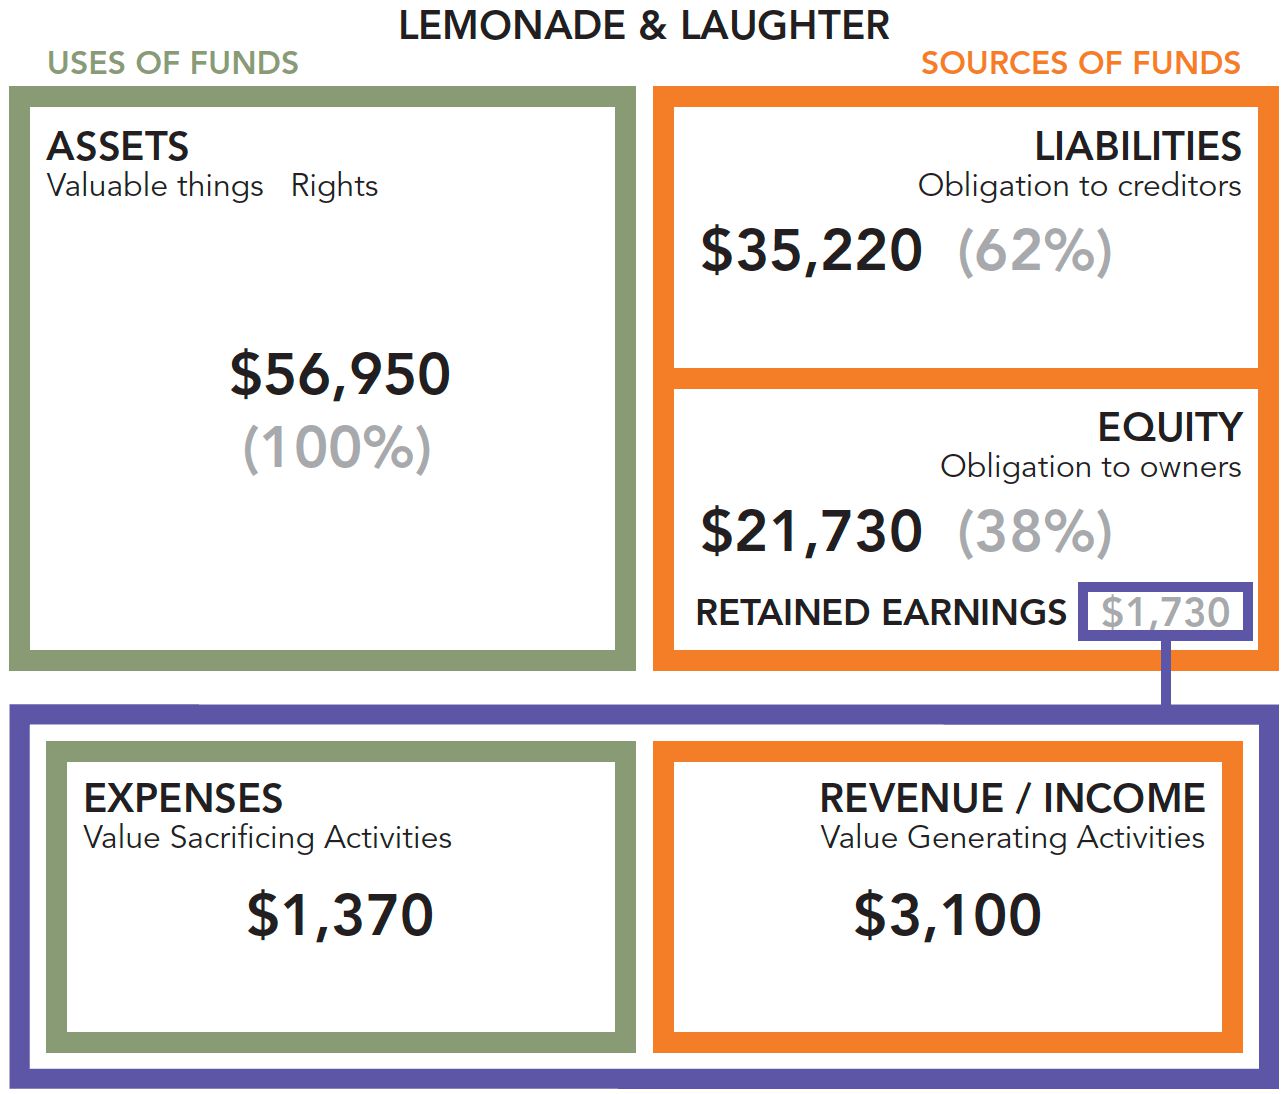 LEMONADE & LAUGHTER
USES OF FUNDS
SOURCES OF FUNDS
ASSETS
Valuable things Rights
$56,950
(100%)
LIABILITIES
Obligation to creditors
$35,220 (62%)
EQUITY
Obligation to owners
$21,730 (38%)
RETAINED EARNINGS $1,730
EXPENSES
Value Sacrificing Activities
$1,370
REVENUE / INCOME
Value Generating Activities
$3,100